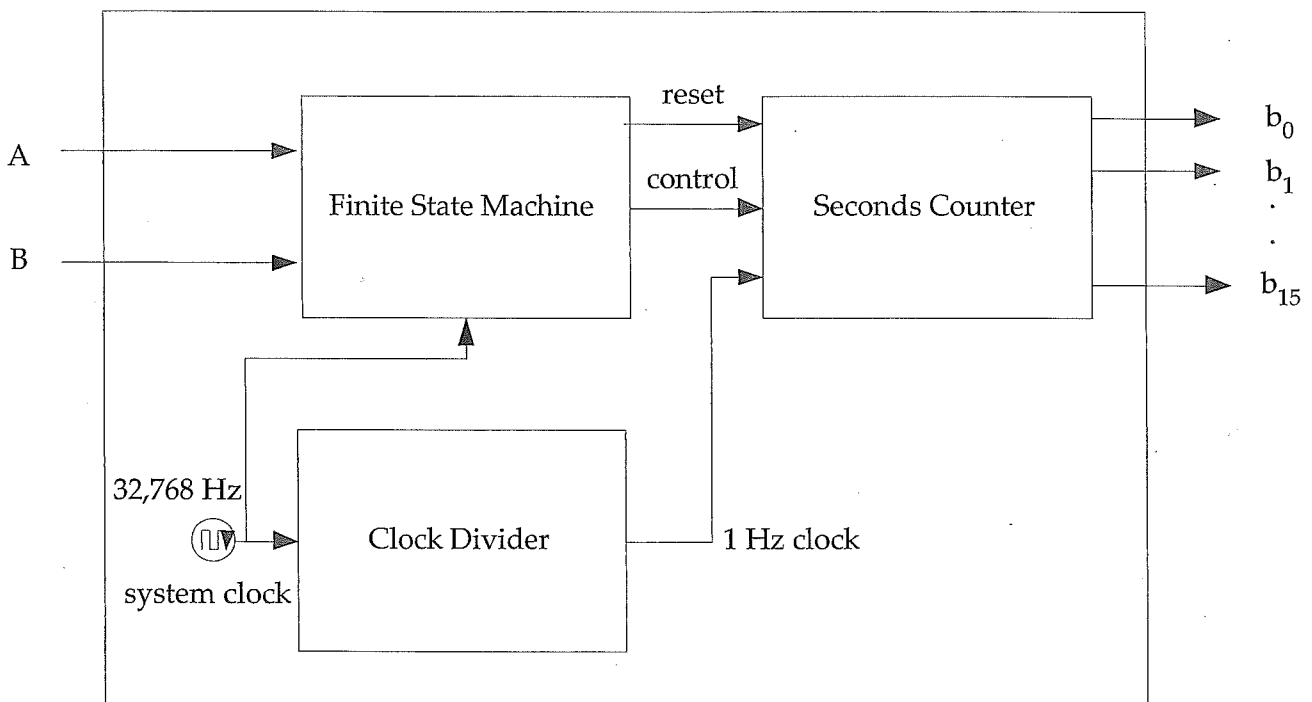 reset
b₀
A
b₁
control
Finite State Machine
Seconds Counter
.
.
B
b₁₅
32,768 Hz
Clock Divider
1 Hz clock
system clock